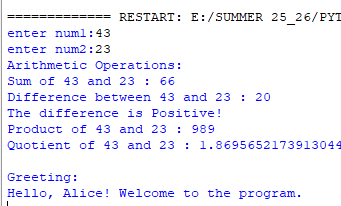 ============= RESTART: E:/SUMMER 25_26/PYT
enter num1:43
enter num2:23
Arithmetic Operations:
Sum of 43 and 23 : 66
Difference between 43 and 23 : 20
The difference is Positive!
Product of 43 and 23 : 989
Quotient of 43 and 23 : 1.8695652173913044
Greeting:
Hello, Alice! Welcome to the program.